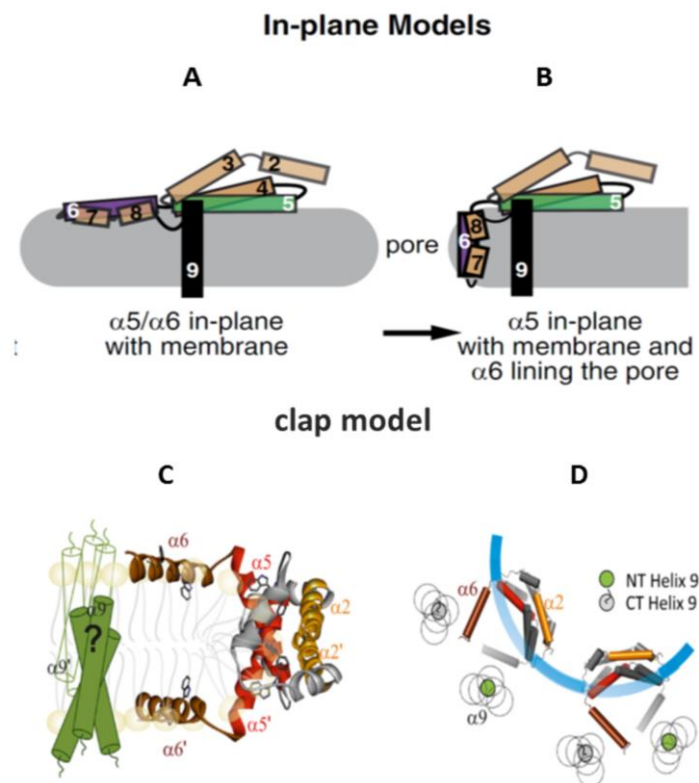 In-plane Models
A
B
3
2
4
5
6
7
8
9
pore
5
8
6
7
9
α5/α6 in-plane
with membrane
α5 in-plane
with membrane and
α6 lining the pore
clap model
C
D
α6
α5
α2
α9
?
α9'
α2'
α5'
α6'
α6
α2
α9
NT Helix 9
CT Helix 9